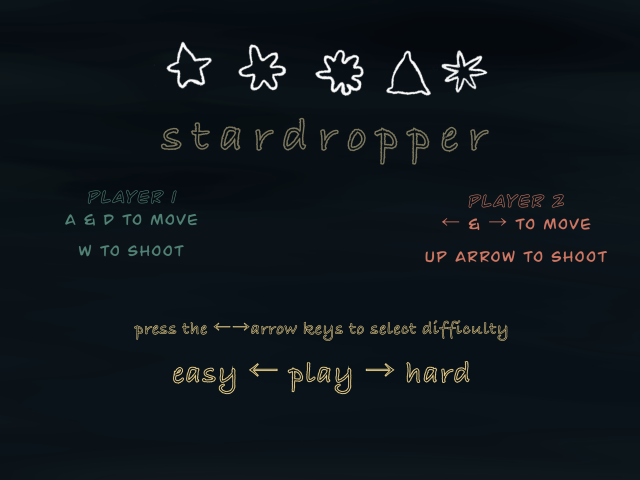 stardropper
PLAYER 1
A & D TO MOVE
W TO SHOOT
PLAYER 2
← & → TO MOVE
UP ARROW TO SHOOT
press the ←→arrow keys to select difficulty
easy ← play → hard